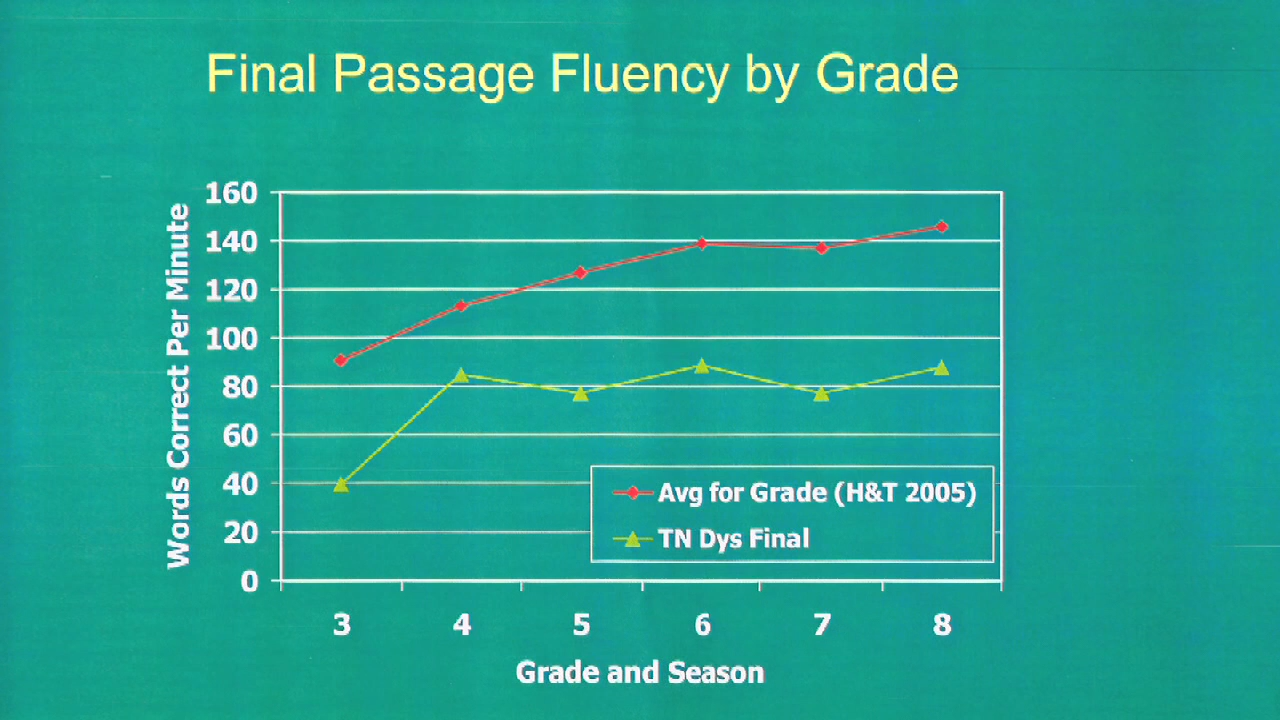 Final Passage Fluency by Grade
Words Correct Per Minute
160
140
120
100
80
60
40
20
0
Avg for Grade (H&T 2005)
TN Dys Final
3 4 5 6 7 8
Grade and Season